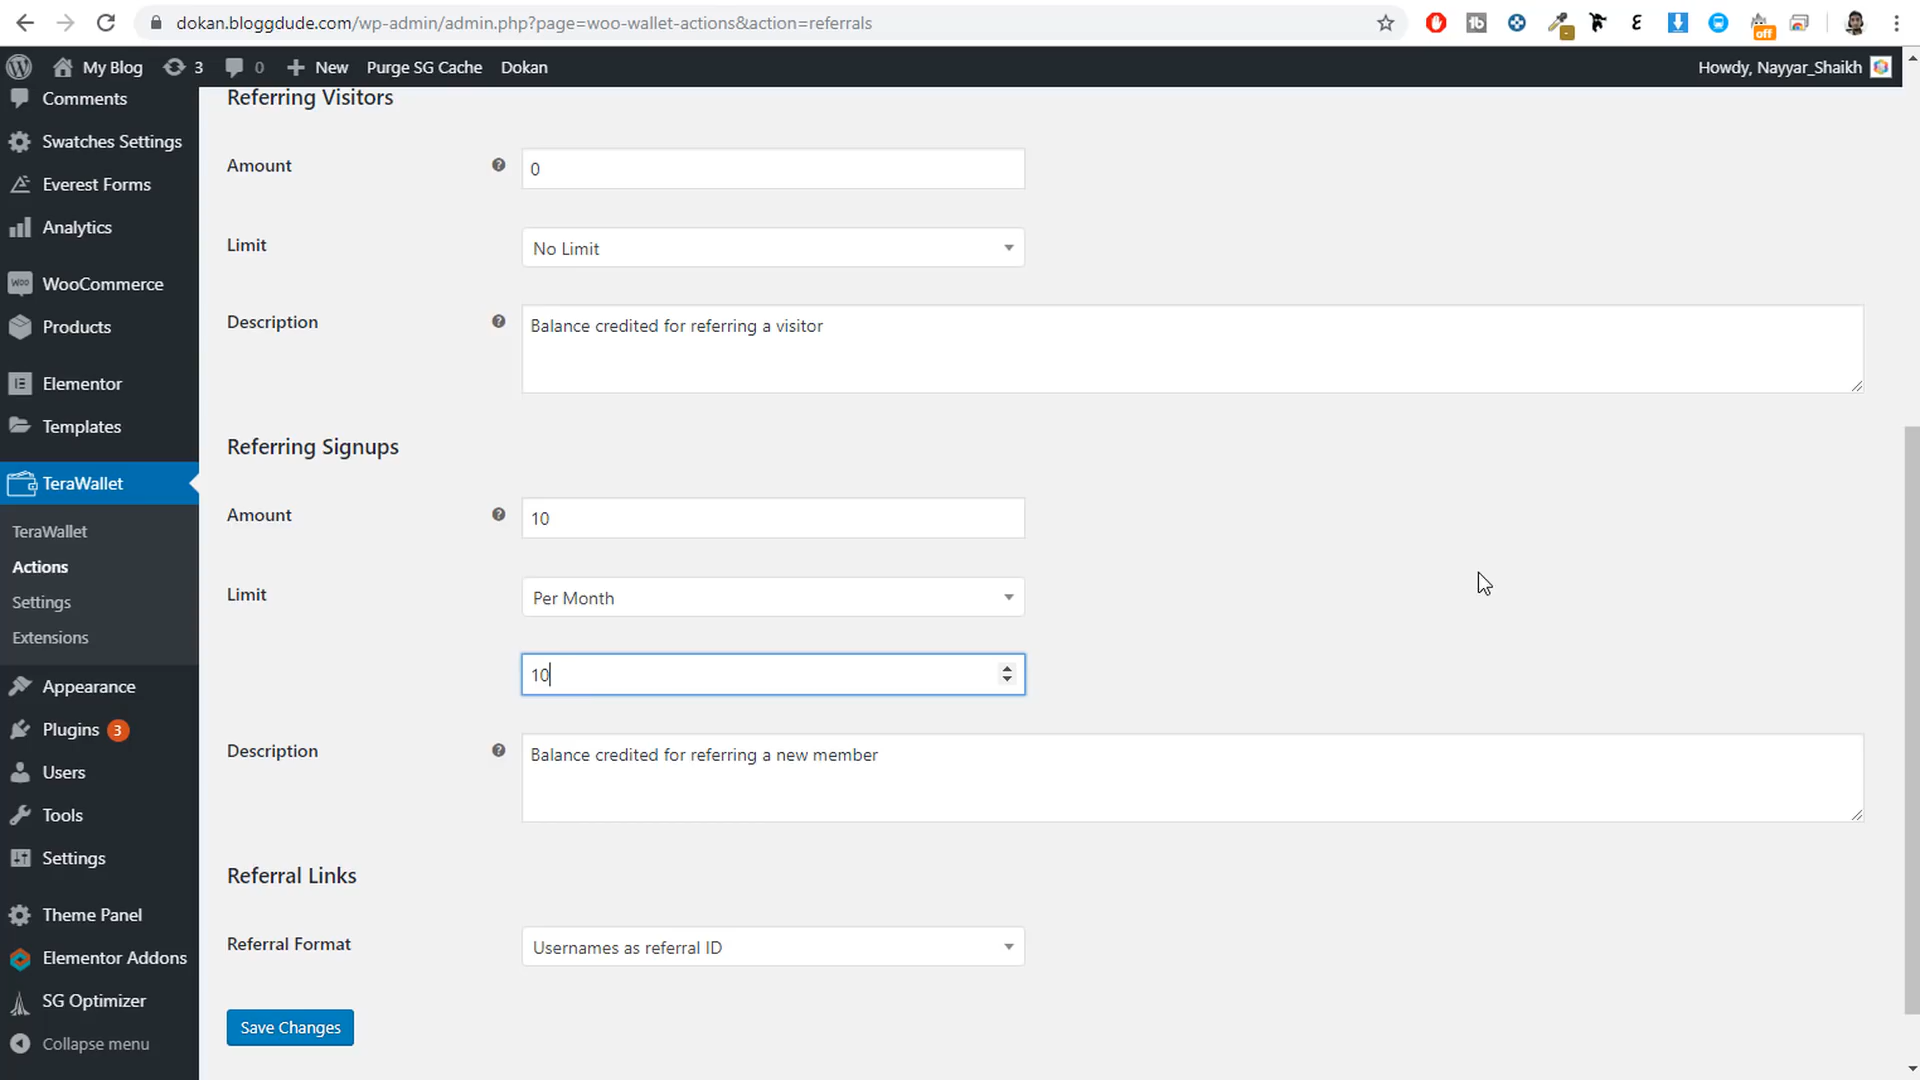 dokan.bloggdude.com/wp-admin/admin.php?page=woo-wallet-actions&action=referrals
off
My Blog 3 0 New Purge SG Cache Dokan Howdy, Nayyar_Shaikh
Comments
Swatches Settings
Everest Forms
Analytics
WooCommerce
Products
Elementor
Templates
TeraWallet
TeraWallet
Actions
Settings
Extensions
Appearance
Plugins 3
Users
Tools
Settings
Theme Panel
Elementor Addons
SG Optimizer
Collapse menu
Referring Visitors
Amount 0
Limit No Limit
Description Balance credited for referring a visitor
Referring Signups
Amount 10
Limit Per Month
10
Description Balance credited for referring a new member
Referral Links
Referral Format Usernames as referral ID
Save Changes